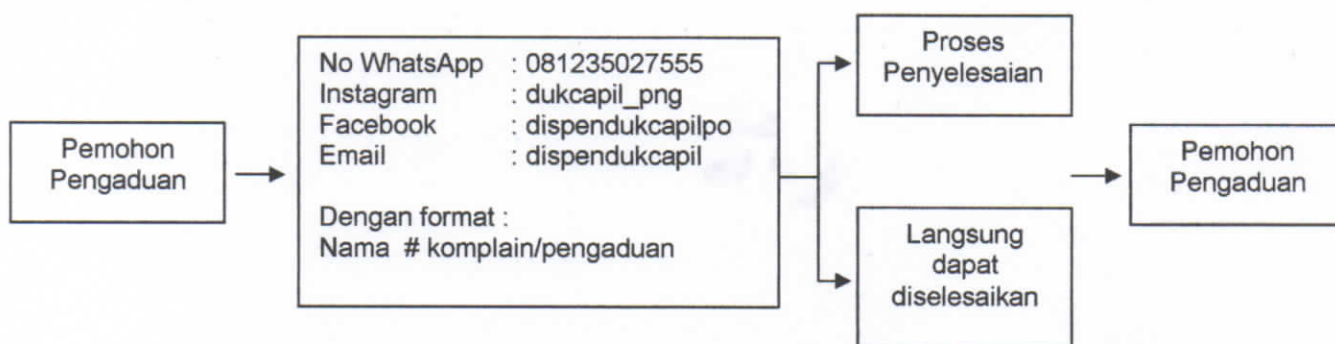 Pemohon
Pengaduan
No WhatsApp : 081235027555
Instagram : dukcapil_png
Facebook : dispendukcapilpo
Email : dispendukcapil
Dengan format :
Nama # komplain/pengaduan
Proses
Penyelesaian
Langsung
dapat
diselesaikan
Pemohon
Pengaduan